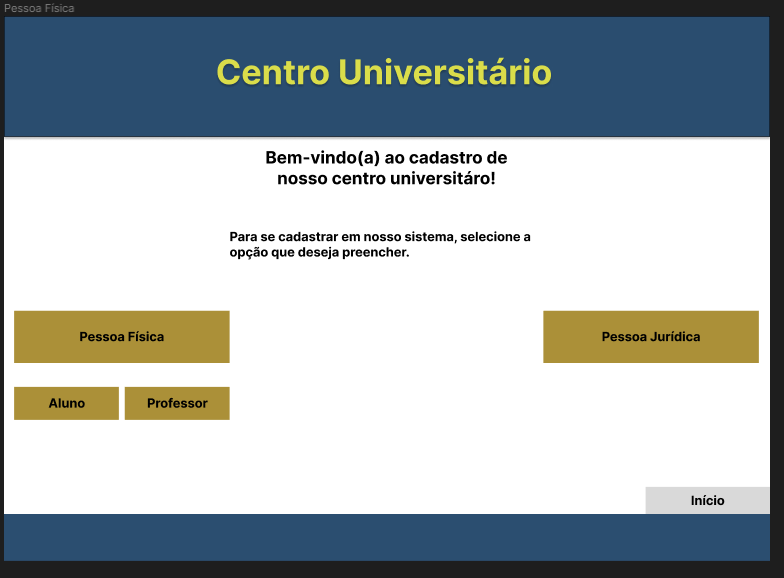 Pessoa Física
Centro Universitário
Bem-vindo(a) ao cadastro de
nosso centro universitáro!
Para se cadastrar em nosso sistema, selecione a
opção que deseja preencher.
Pessoa Física
Pessoa Jurídica
Aluno
Professor
Início